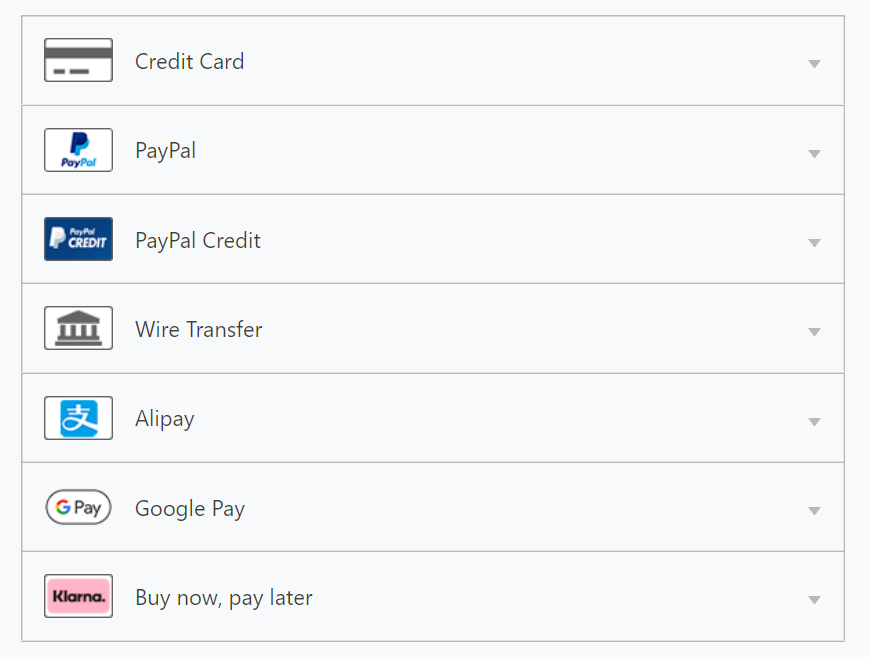 Credit Card
PayPal
PayPal
PayPal
CREDIT
PayPal Credit
Wire Transfer
支
Alipay
G Pay
Google Pay
Klarna.
Buy now, pay later